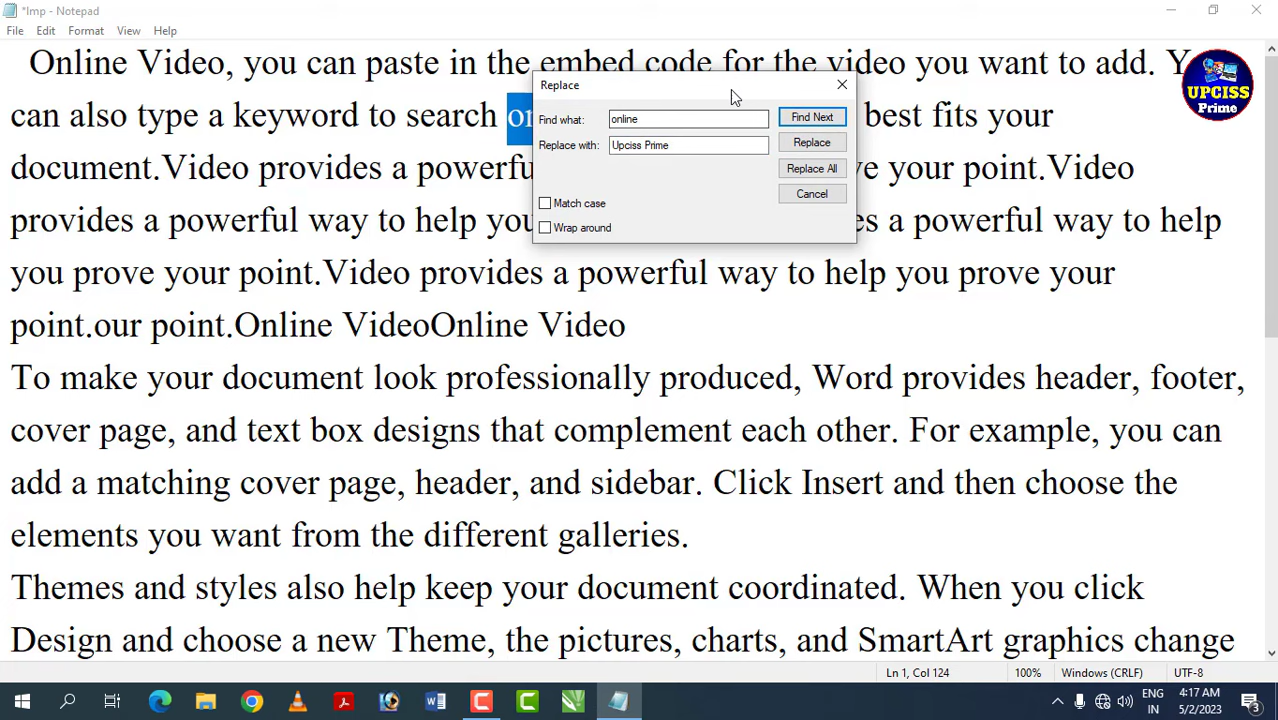 *Imp - Notepad
File Edit Format View Help
Online Video, you can paste in the embed code for the video you want to add. Y
can also type a keyword to search on best fits your
document.Video provides a powerfu ve your point.Video
provides a powerful way to help you es a powerful way to help
you prove your point.Video provides a powerful way to help you prove your
point.our point.Online VideoOnline Video
To make your document look professionally produced, Word provides header, footer,
cover page, and text box designs that complement each other. For example, you can
add a matching cover page, header, and sidebar. Click Insert and then choose the
elements you want from the different galleries.
Themes and styles also help keep your document coordinated. When you click
Design and choose a new Theme, the pictures, charts, and SmartArt graphics change
Replace
Find what: online Find Next
Replace with: Upciss Prime Replace
Replace All
Cancel
Match case
Wrap around
UPCISS
Prime
Ln 1, Col 124 100% Windows (CRLF) UTF-8
ENG 4:17 AM
IN 5/2/2023
3